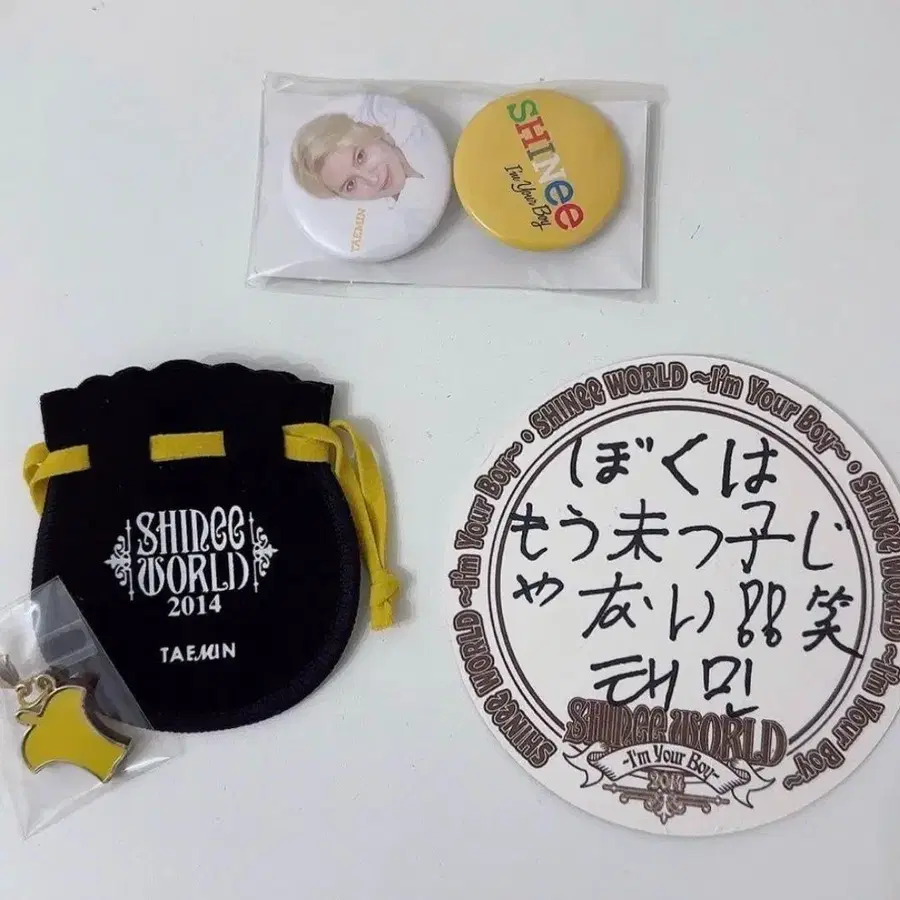 TAEMIN
SHINee
I'm Your Boy
SHINee
WORLD
2014
TAEMIN
SHINee WORLD ~I'm Your Boy~ • SHINee WORLD ~I'm Your Boy~ • SHINee WORLD ~I'm Your Boy~
ぼくは
もう末っ子じ
ゃない!!!!笑
태민
SHINee WORLD
~I'm Your Boy~
2014